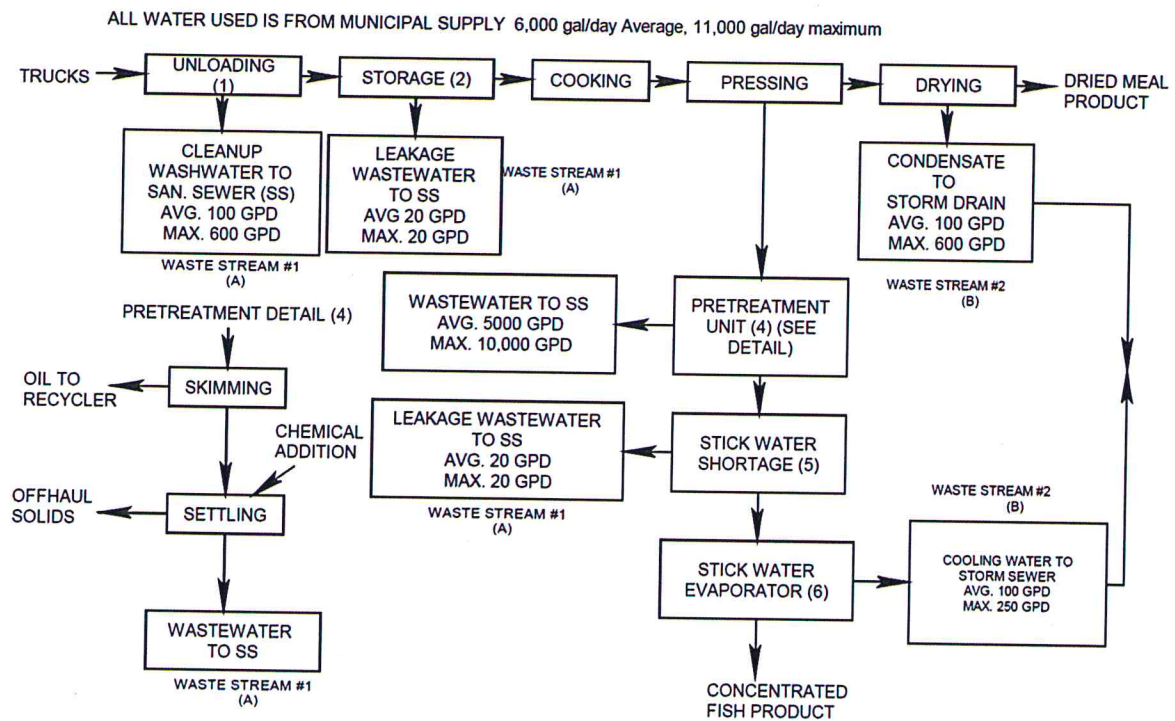 ALL WATER USED IS FROM MUNICIPAL SUPPLY 6,000 gal/day Average, 11,000 gal/day maximum
TRUCKS
UNLOADING
(1)
STORAGE (2)
COOKING
PRESSING
DRYING
DRIED MEAL
PRODUCT
CLEANUP
WASHWATER TO
SAN. SEWER (SS)
AVG. 100 GPD
MAX. 600 GPD
WASTE STREAM #1
(A)
LEAKAGE
WASTEWATER
TO SS
AVG 20 GPD
MAX. 20 GPD
WASTE STREAM #1
(A)
CONDENSATE
TO
STORM DRAIN
AVG. 100 GPD
MAX. 600 GPD
WASTE STREAM #2
(B)
PRETREATMENT DETAIL (4)
SKIMMING
OIL TO
RECYCLER
CHEMICAL
ADDITION
OFFHAUL
SOLIDS
SETTLING
WASTEWATER
TO SS
WASTE STREAM #1
(A)
WASTEWATER TO SS
AVG. 5000 GPD
MAX. 10,000 GPD
PRETREATMENT
UNIT (4) (SEE
DETAIL)
LEAKAGE WASTEWATER
TO SS
AVG. 20 GPD
MAX. 20 GPD
WASTE STREAM #1
(A)
STICK WATER
SHORTAGE (5)
STICK WATER
EVAPORATOR (6)
WASTE STREAM #2
(B)
COOLING WATER TO
STORM SEWER
AVG. 100 GPD
MAX. 250 GPD
CONCENTRATED
FISH PRODUCT